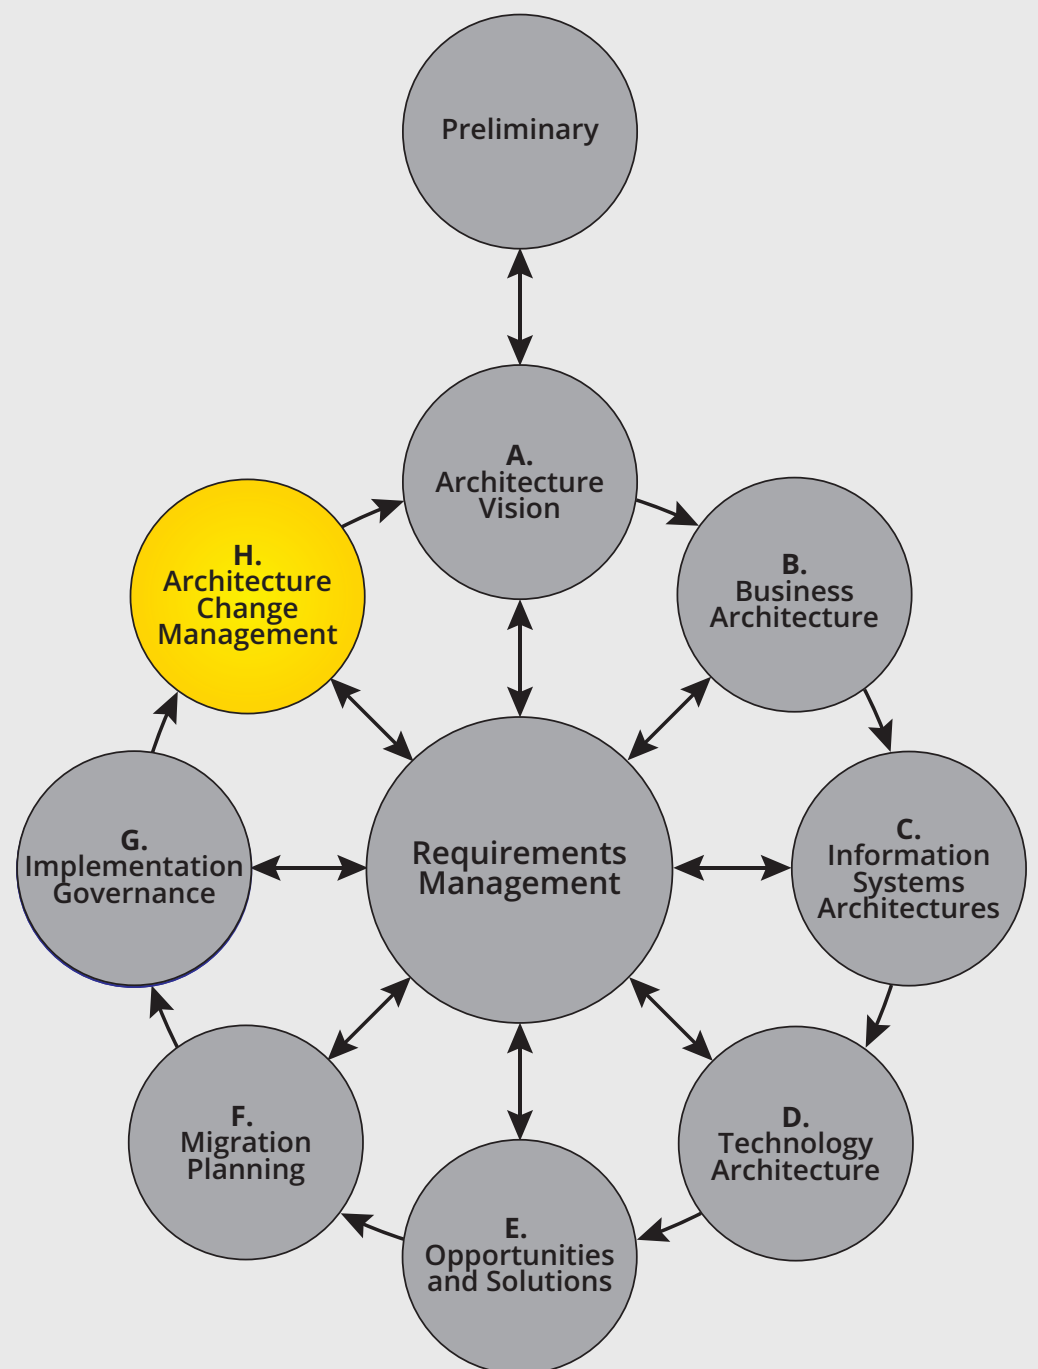 Preliminary
A.
Architecture
Vision
H.
Architecture
Change
Management
B.
Business
Architecture
G.
Implementation
Governance
Requirements
Management
C.
Information
Systems
Architectures
F.
Migration
Planning
D.
Technology
Architecture
E.
Opportunities
and Solutions